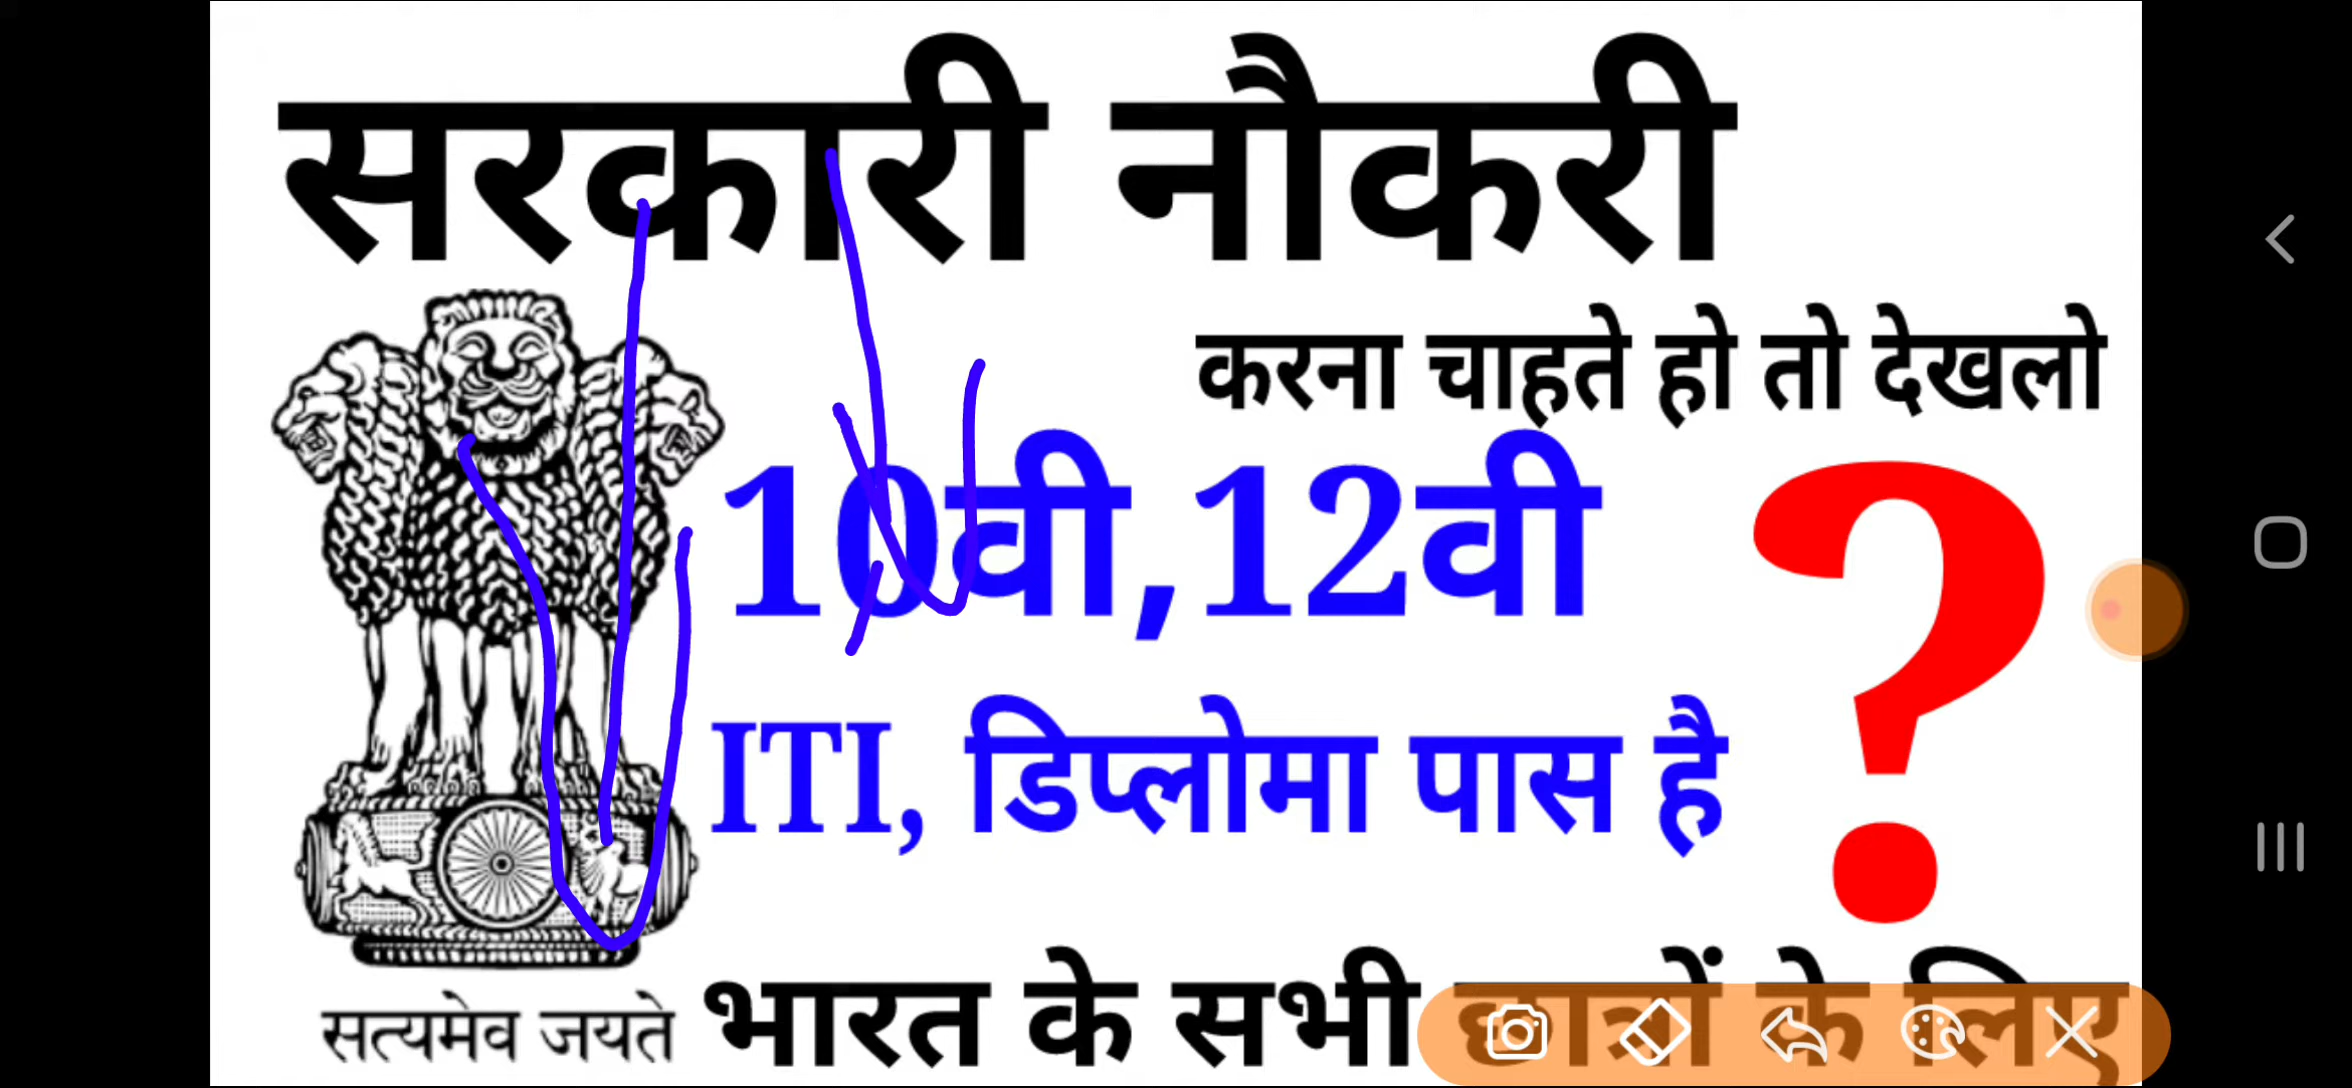 सरकारी नौकरी
करना चाहते हो तो देखलो
10वी,12वी
ITI, डिप्लोमा पास है ?
सत्यमेव जयते
भारत के सभी छात्रों के लिए